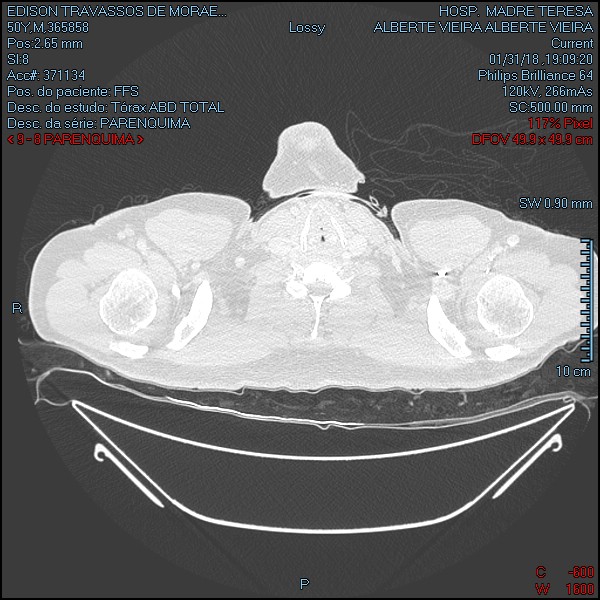 EDISON TRAVASSOS DE MORAE...
50Y,M,365858
Pos:2.65 mm
SI:8
Acc#: 371134
Pos. do paciente: FFS
Desc. do estudo: Tórax ABD TOTAL
Desc. da série: PARENQUIMA
< 9 - 8 PARENQUIMA >
Lossy
HOSP. MADRE TERESA
ALBERTE VIEIRA ALBERTE VIEIRA
Current
01/31/18 ,19:09:20
Philips Brilliance 64
120kV, 266mAs
SC:500.00 mm
117% Pixel
DFOV 49.9 x 49.9 cm
SW 0.90 mm
R
10 cm
P
C -600
W 1600